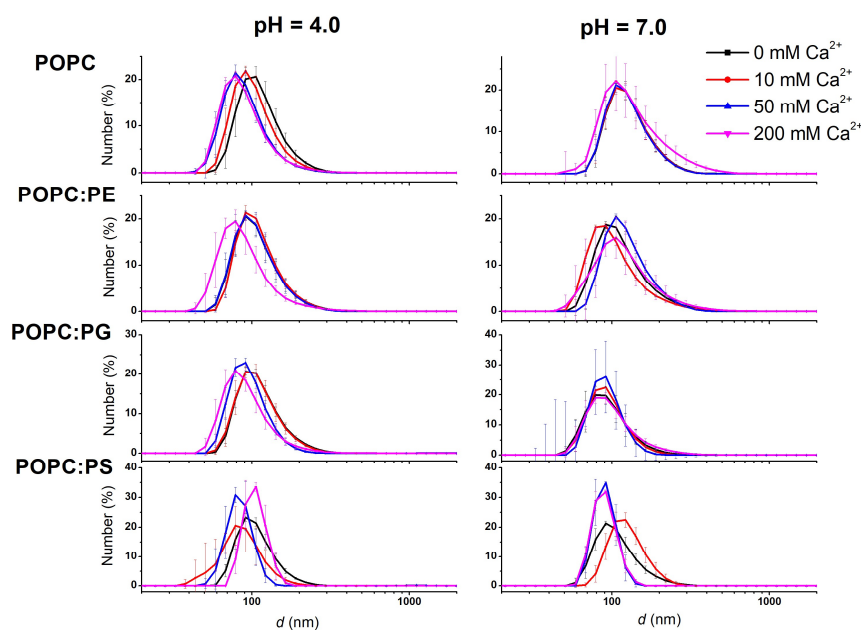 pH = 4.0
pH = 7.0
0 mM Ca²⁺
10 mM Ca²⁺
50 mM Ca²⁺
200 mM Ca²⁺
POPC
Number (%)
20
10
0
20
10
0
POPC:PE
Number (%)
20
10
0
20
10
0
POPC:PG
Number (%)
30
20
10
0
40
30
20
10
0
POPC:PS
Number (%)
40
30
20
10
0
40
30
20
10
0
100
1000
d (nm)
100
1000
d (nm)